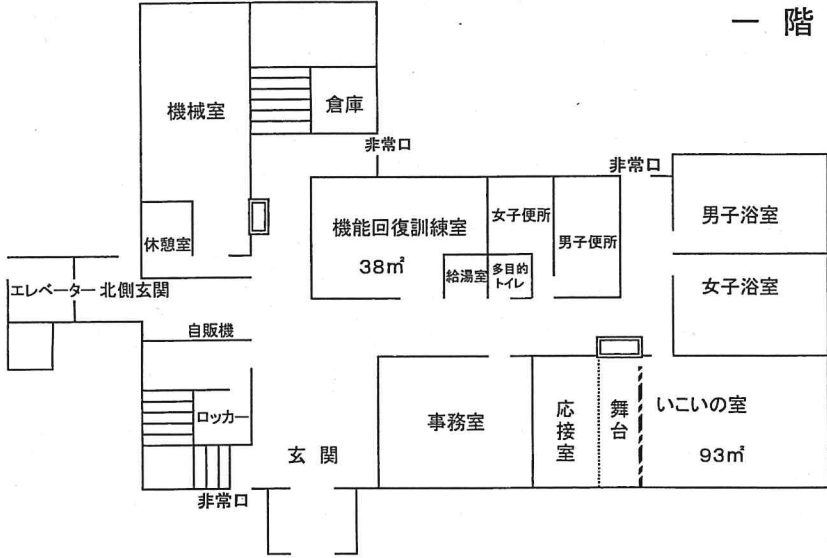 一 階
機械室
倉庫
非常口
非常口
休憩室
機能回復訓練室
38㎡
女子便所
男子便所
給湯室
多目的
トイレ
男子浴室
女子浴室
エレベーター
北側玄関
自販機
ロッカー
非常口
玄 関
事務室
応接室
舞台
いこいの室
93㎡